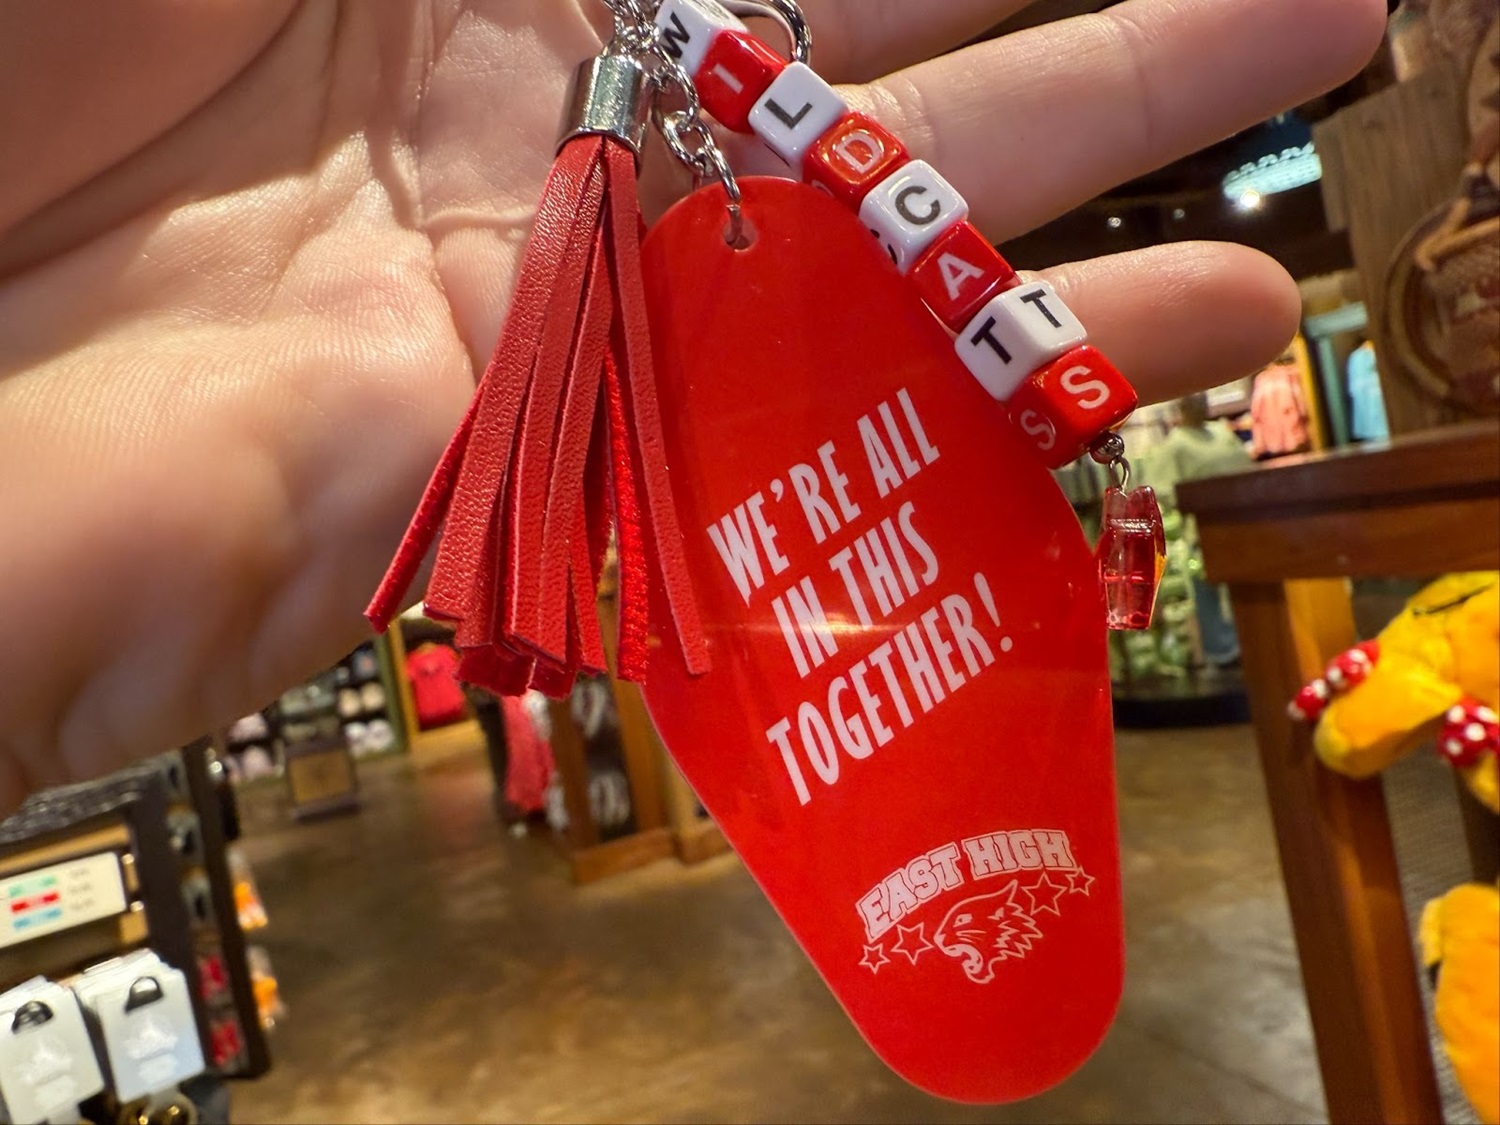 WILDCATS
WE'RE ALL
IN THIS
TOGETHER!
EAST HIGH